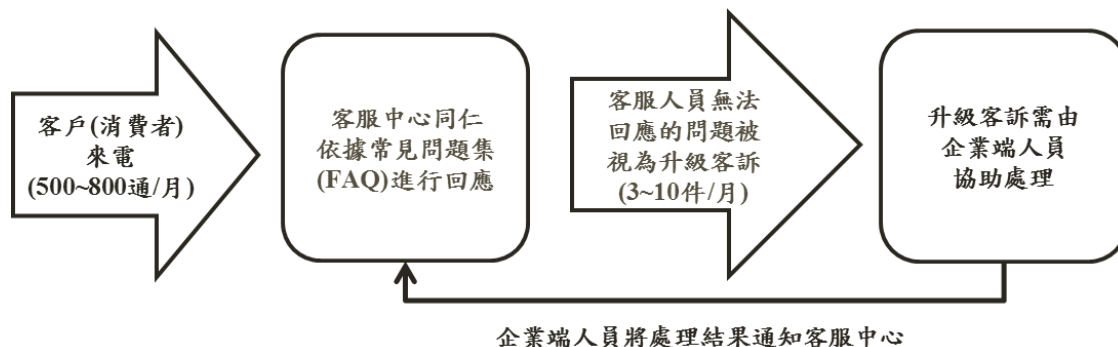 客戶(消費者)
來電
(500~800通/月)
客服中心同仁
依據常見問題集
(FAQ)進行回應
客服人員無法
回應的問題被
視為升級客訴
(3~10件/月)
升級客訴需由
企業端人員
協助處理
企業端人員將處理結果通知客服中心